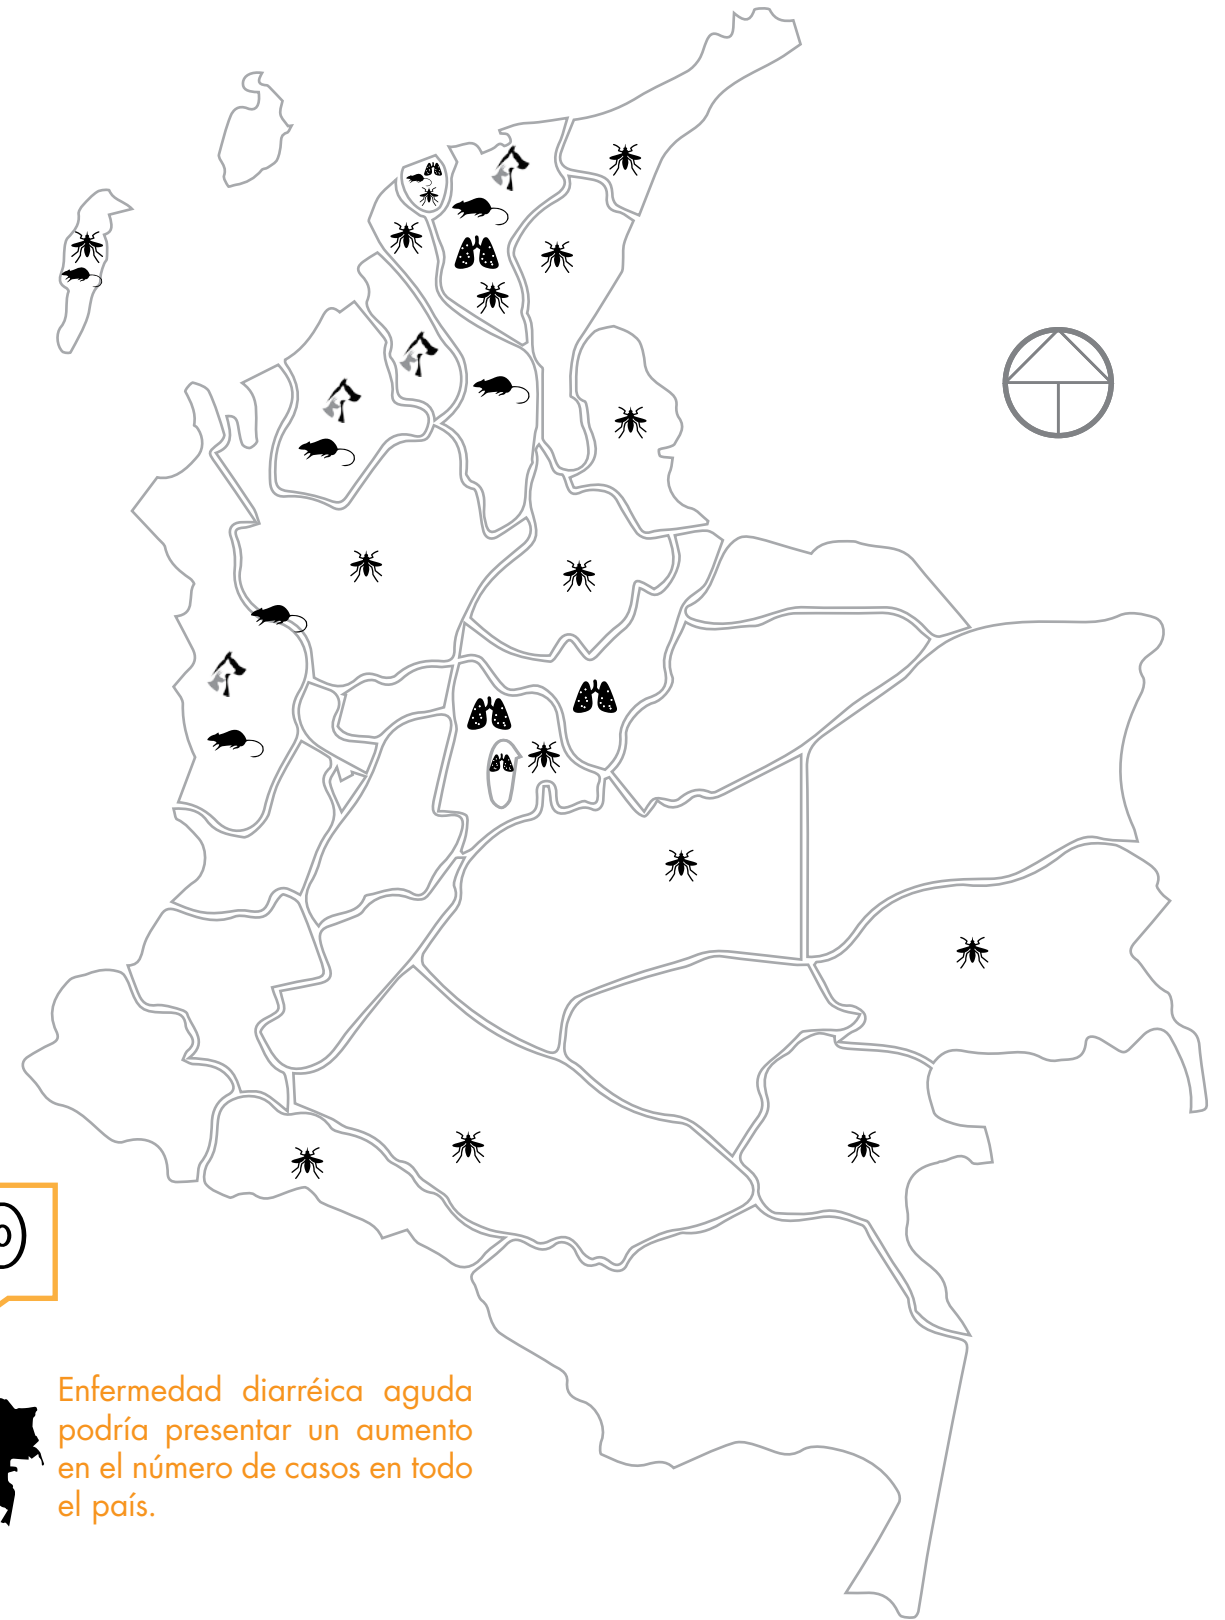 Enfermedad diarréica aguda
podría presentar un aumento
en el número de casos en todo
el país.